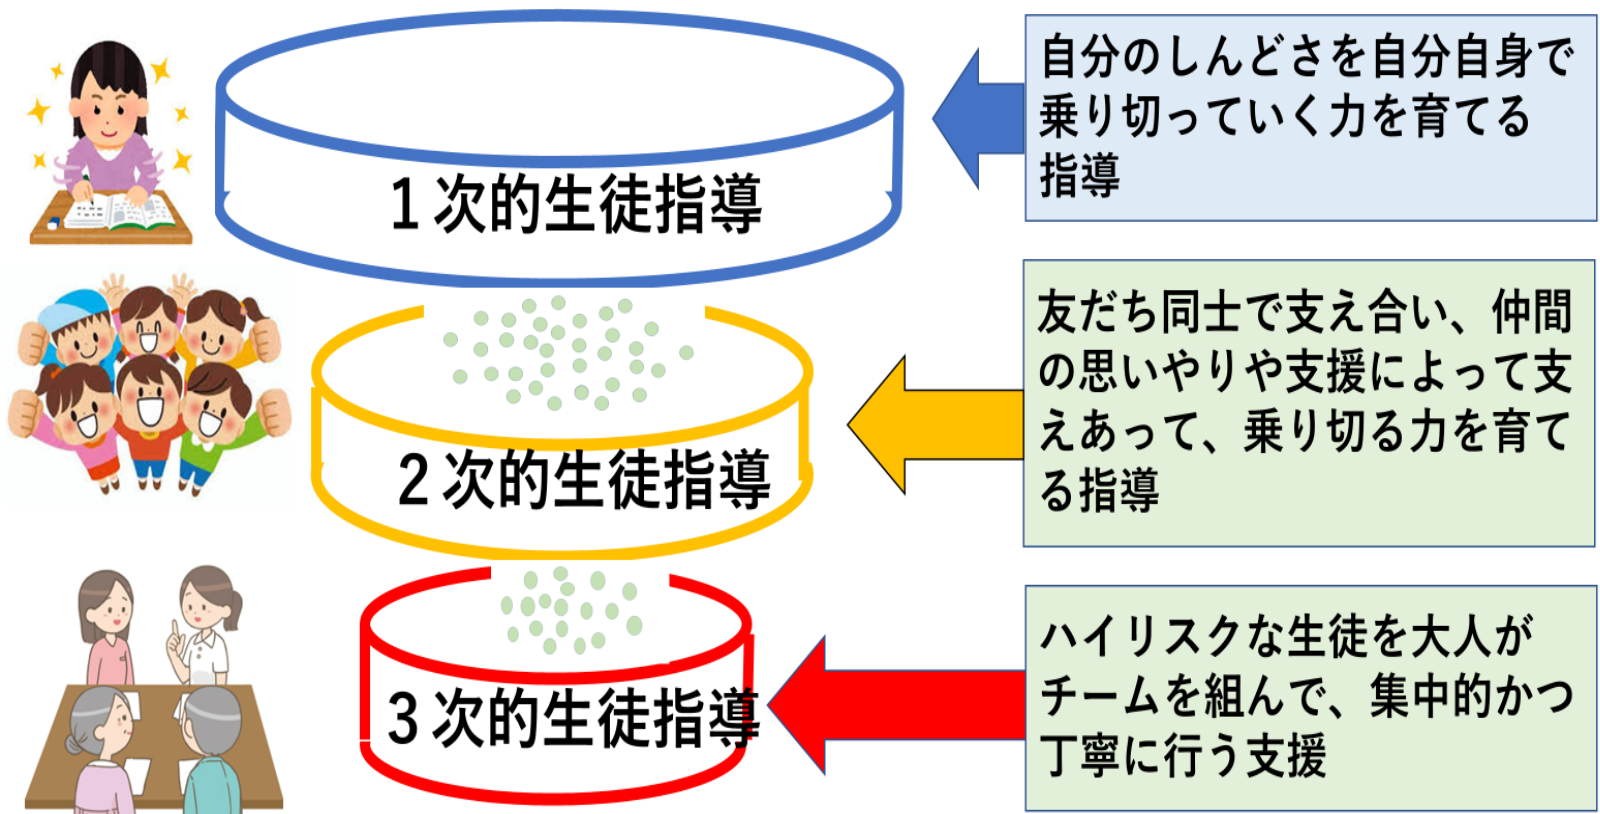 自分のしんどさを自分自身で
乗り切っていく力を育てる
指導
１次的生徒指導
友だち同士で支え合い、仲間
の思いやりや支援によって支
えあって、乗り切る力を育て
る指導
２次的生徒指導
ハイリスクな生徒を大人が
チームを組んで、集中的かつ
丁寧に行う支援
３次的生徒指導